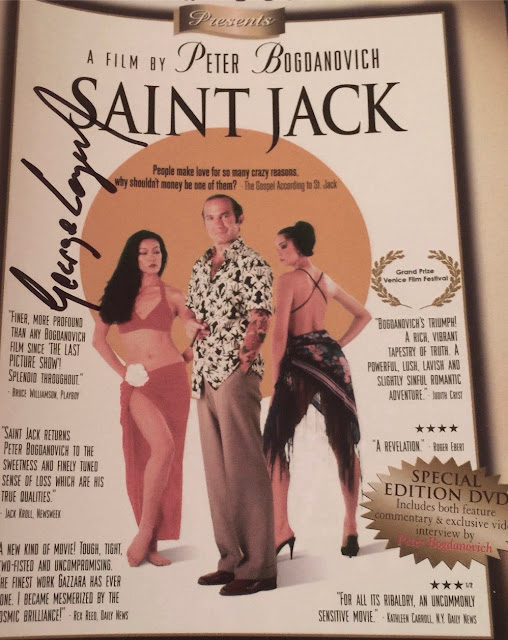 Presents
A FILM BY PETER BOGDANOVICH
SAINT JACK
People make love for so many crazy reasons,
why shouldn't money be one of them? - The Gospel According to St. Jack
George Lazenby
Grand Prize
Venice Film Festival
"FINER, MORE PROFOUND
THAN ANY BOGDANOVICH
FILM SINCE 'THE LAST
PICTURE SHOW'!
SPLENDID THROUGHOUT."
- BRUCE WILLIAMSON, PLAYBOY
"SAINT JACK RETURNS
PETER BOGDANOVICH TO THE
SWEETNESS AND FINELY TUNED
SENSE OF LOSS WHICH ARE HIS
TRUE QUALITIES."
- JACK KROLL, NEWSWEEK
A NEW KIND OF MOVIE! TOUGH, TIGHT,
TWO-FISTED AND UNCOMPROMISING.
THE FINEST WORK GAZZARA HAS EVER
DONE. I BECAME MESMERIZED BY THE
COSMIC BRILLIANCE!" - REX REED, DAILY NEWS
"BOGDANOVICH'S TRIUMPH!
A RICH, VIBRANT
TAPESTRY OF TRUTH. A
POWERFUL, LUSH, LAVISH AND
SLIGHTLY SINFUL ROMANTIC
ADVENTURE." - JUDITH CRIST
★★★★
"A REVELATION." - ROGER EBERT
SPECIAL
EDITION DVD
Includes both feature
commentary & exclusive vide
interview by
Peter Bogdanovich
★★★ 1/2
"FOR ALL ITS RIBALDRY, AN UNCOMMONLY
SENSITIVE MOVIE." - KATHLEEN CARROLL, N.Y. DAILY NEWS